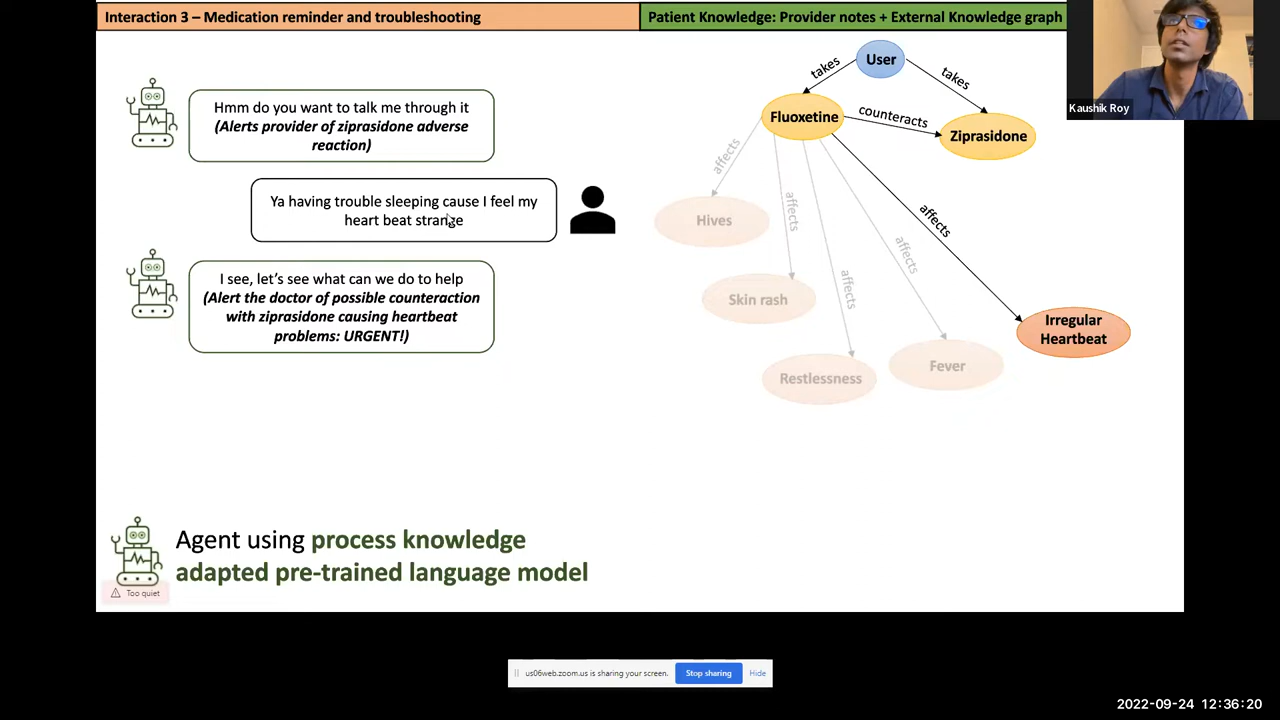 Interaction 3 – Medication reminder and troubleshooting
Patient Knowledge: Provider notes + External Knowledge graph
Kaushik Roy
User
takes
takes
Fluoxetine
counteracts
Ziprasidone
Hmm do you want to talk me through it
(Alerts provider of ziprasidone adverse
reaction)
affects
Ya having trouble sleeping cause I feel my
heart beat strange
affects
Hives
affects
affects
I see, let's see what can we do to help
(Alert the doctor of possible counteraction
with ziprasidone causing heartbeat
problems: URGENT!)
affects
Skin rash
Irregular
Heartbeat
Restlessness
Fever
Agent using process knowledge
adapted pre-trained language model
Too quiet
us06web.zoom.us is sharing your screen.
Stop sharing
Hide
2022-09-24 12:36:20